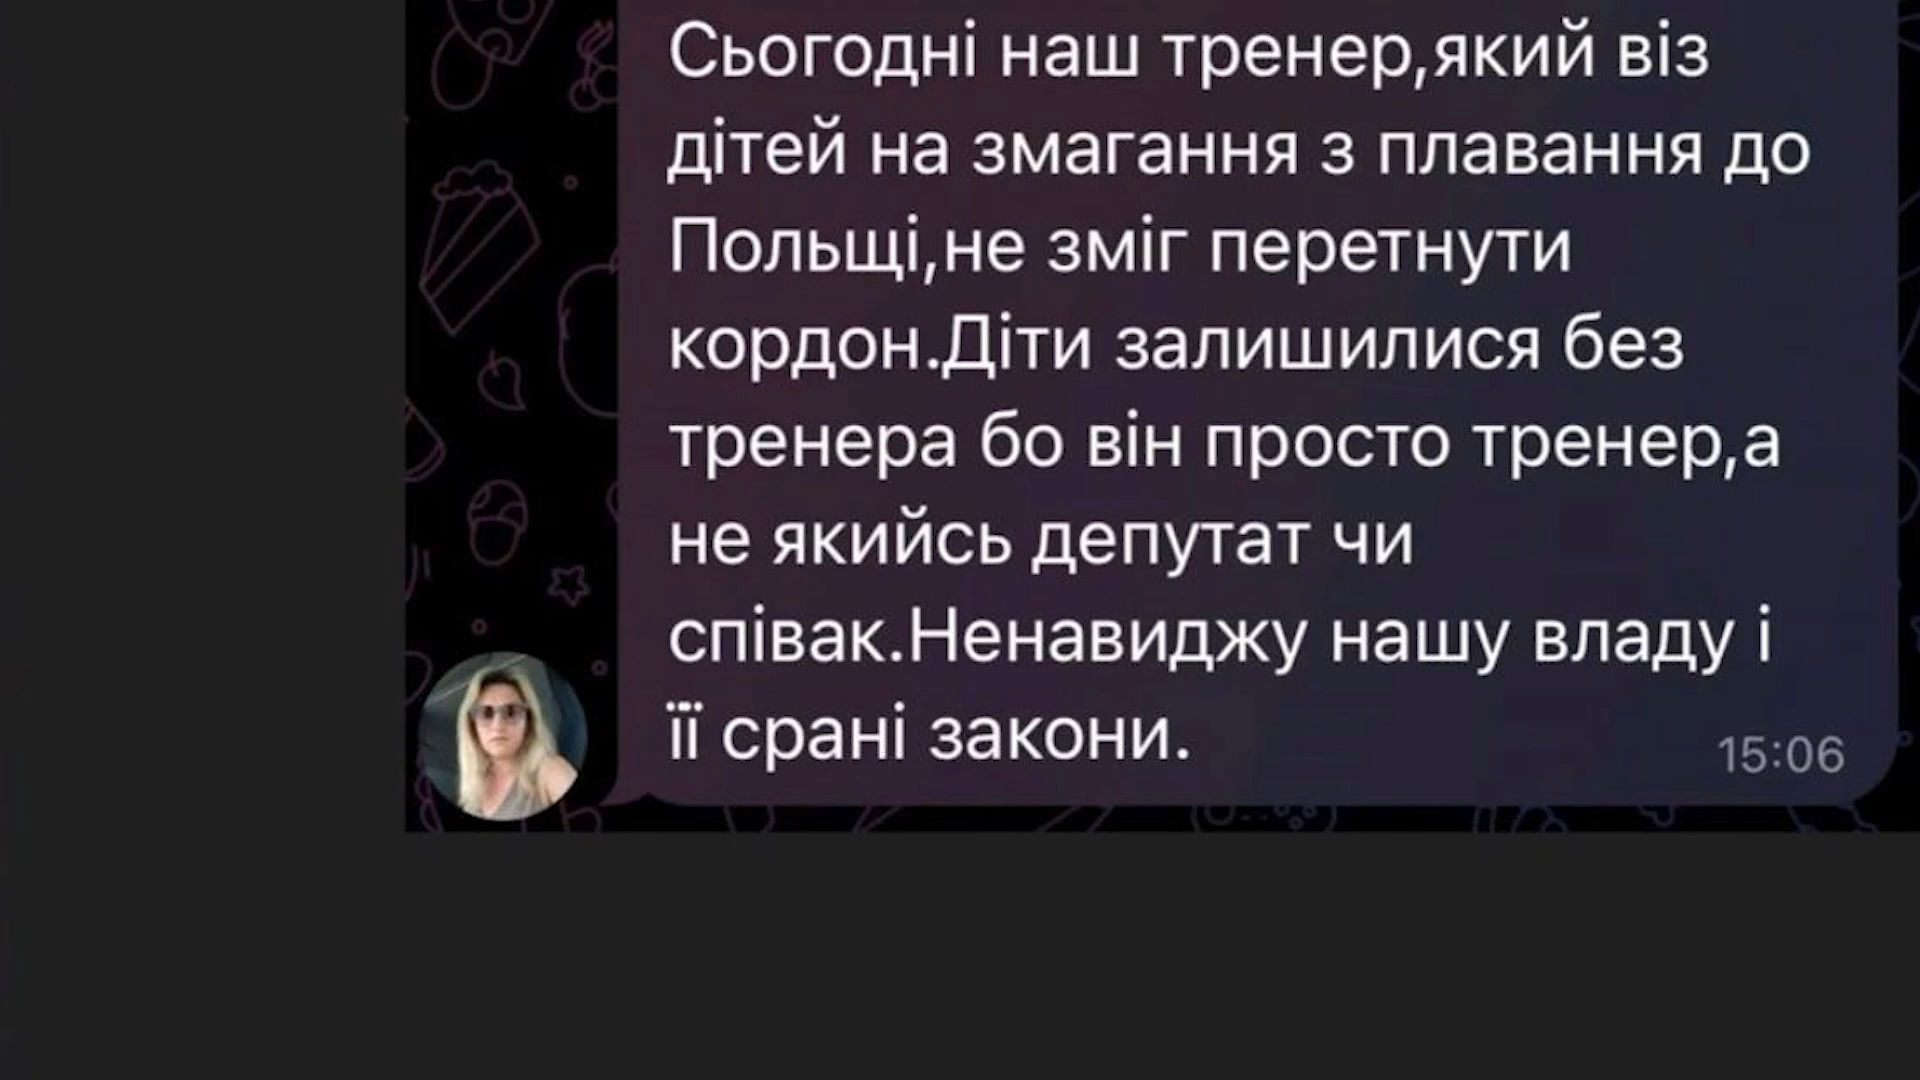 Сьогодні наш тренер,який віз
дітей на змагання з плавання до
Польщі,не зміг перетнути
кордон.Діти залишилися без
тренера бо він просто тренер,а
не якийсь депутат чи
співак.Ненавиджу нашу владу і
її срані закони.
15:06